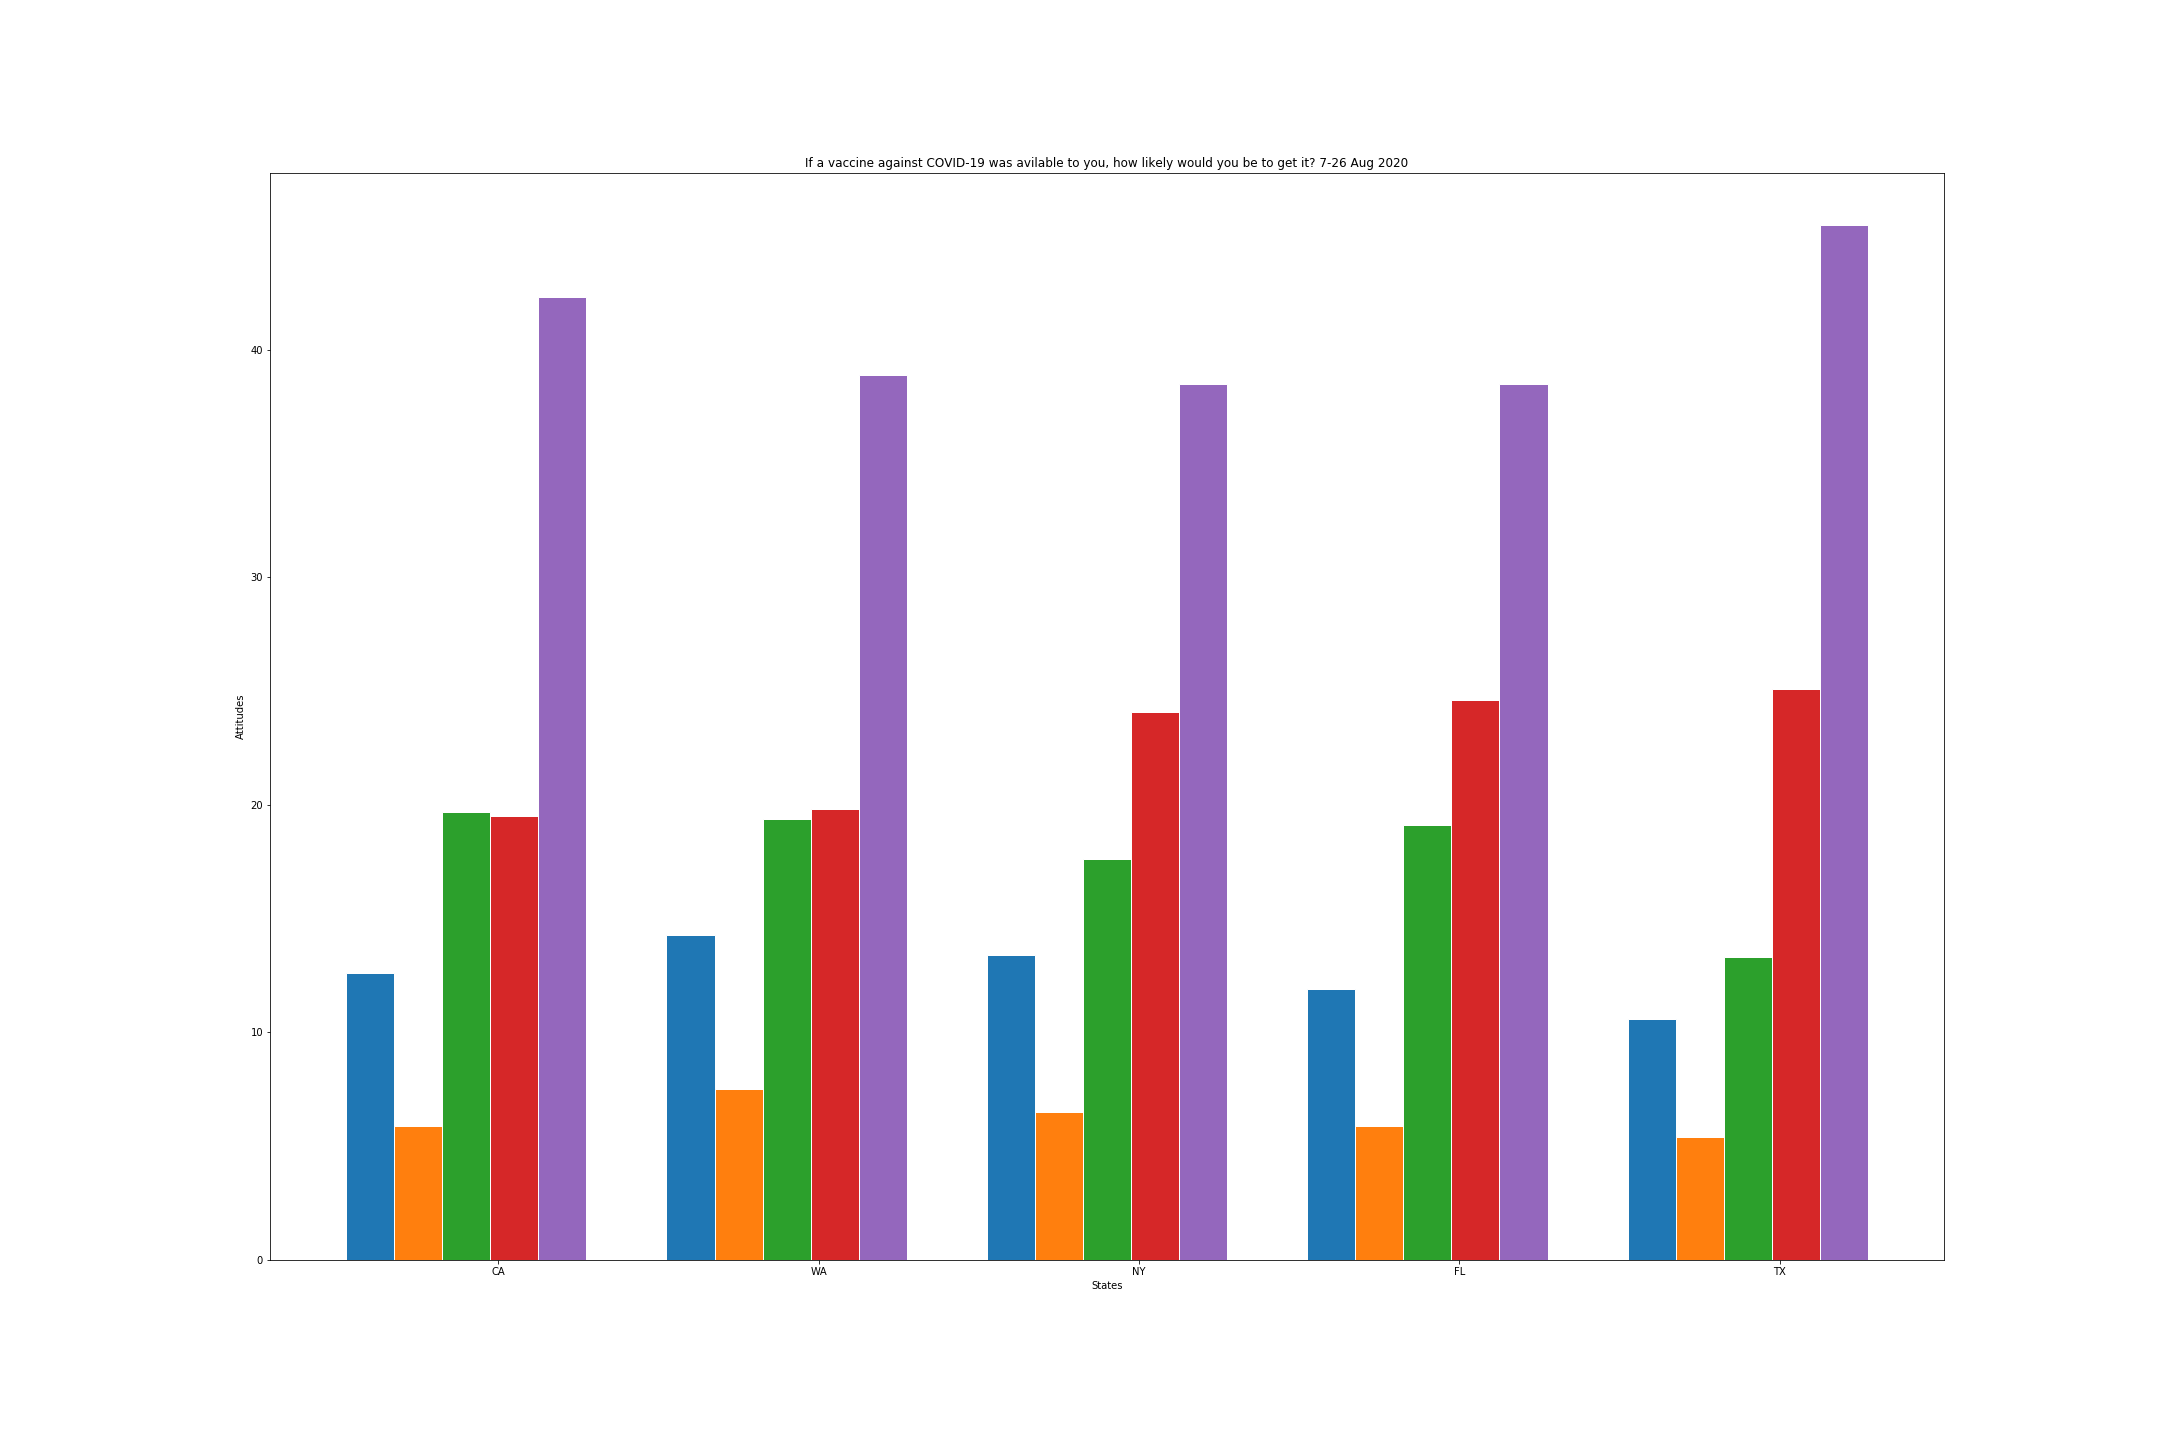 If a vaccine against COVID-19 was avilable to you, how likely would you be to get it? 7-26 Aug 2020
Attitudes
40
30
20
10
0
CA WA NY FL TX
States